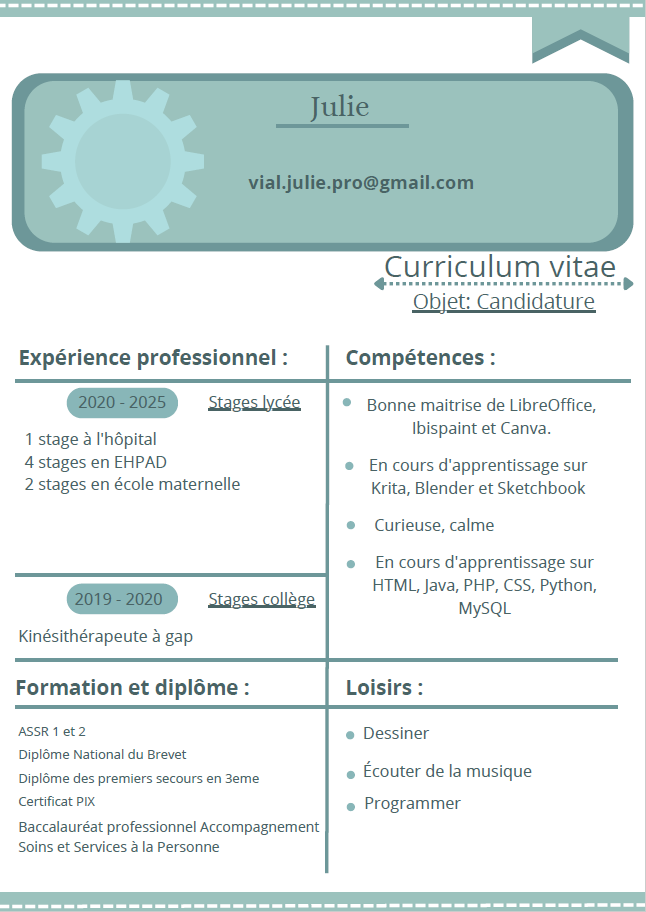 Julie
vial.julie.pro@gmail.com
Curriculum vitae
Objet: Candidature
Expérience professionnel :
2020 - 2025 Stages lycée
1 stage à l'hôpital
4 stages en EHPAD
2 stages en école maternelle
2019 - 2020 Stages collège
Kinésithérapeute à gap
Compétences :
Bonne maitrise de LibreOffice,
Ibispaint et Canva.
En cours d'apprentissage sur
Krita, Blender et Sketchbook
Curieuse, calme
En cours d'apprentissage sur
HTML, Java, PHP, CSS, Python,
MySQL
Formation et diplôme :
ASSR 1 et 2
Diplôme National du Brevet
Diplôme des premiers secours en 3eme
Certificat PIX
Baccalauréat professionnel Accompagnement
Soins et Services à la Personne
Loisirs :
Dessiner
Écouter de la musique
Programmer